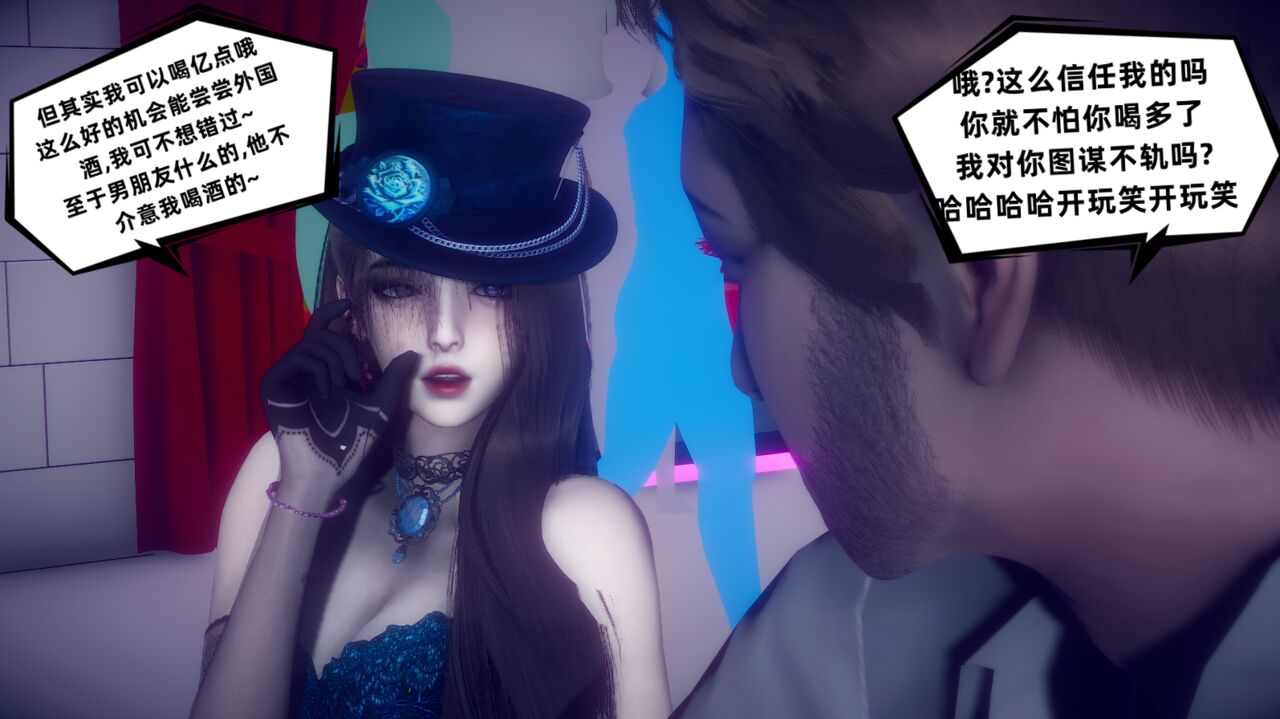 但其实我可以喝亿点哦
这么好的机会能尝尝外国
酒,我可不想错过~
至于男朋友什么的,他不
介意我喝酒的~
哦?这么信任我的吗
你就不怕你喝多了
我对你图谋不轨吗?
哈哈哈哈开玩笑开玩笑